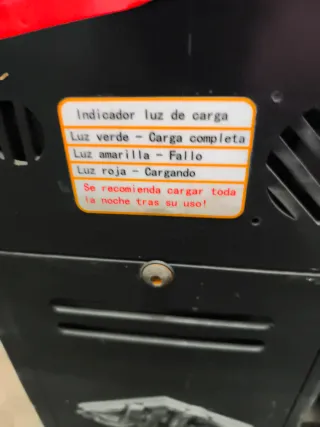 Indicador luz de carga
Luz verde - Carga completa
Luz amarilla - Fallo
Luz roja - Cargando
Se recomienda cargar toda
la noche tras su uso!